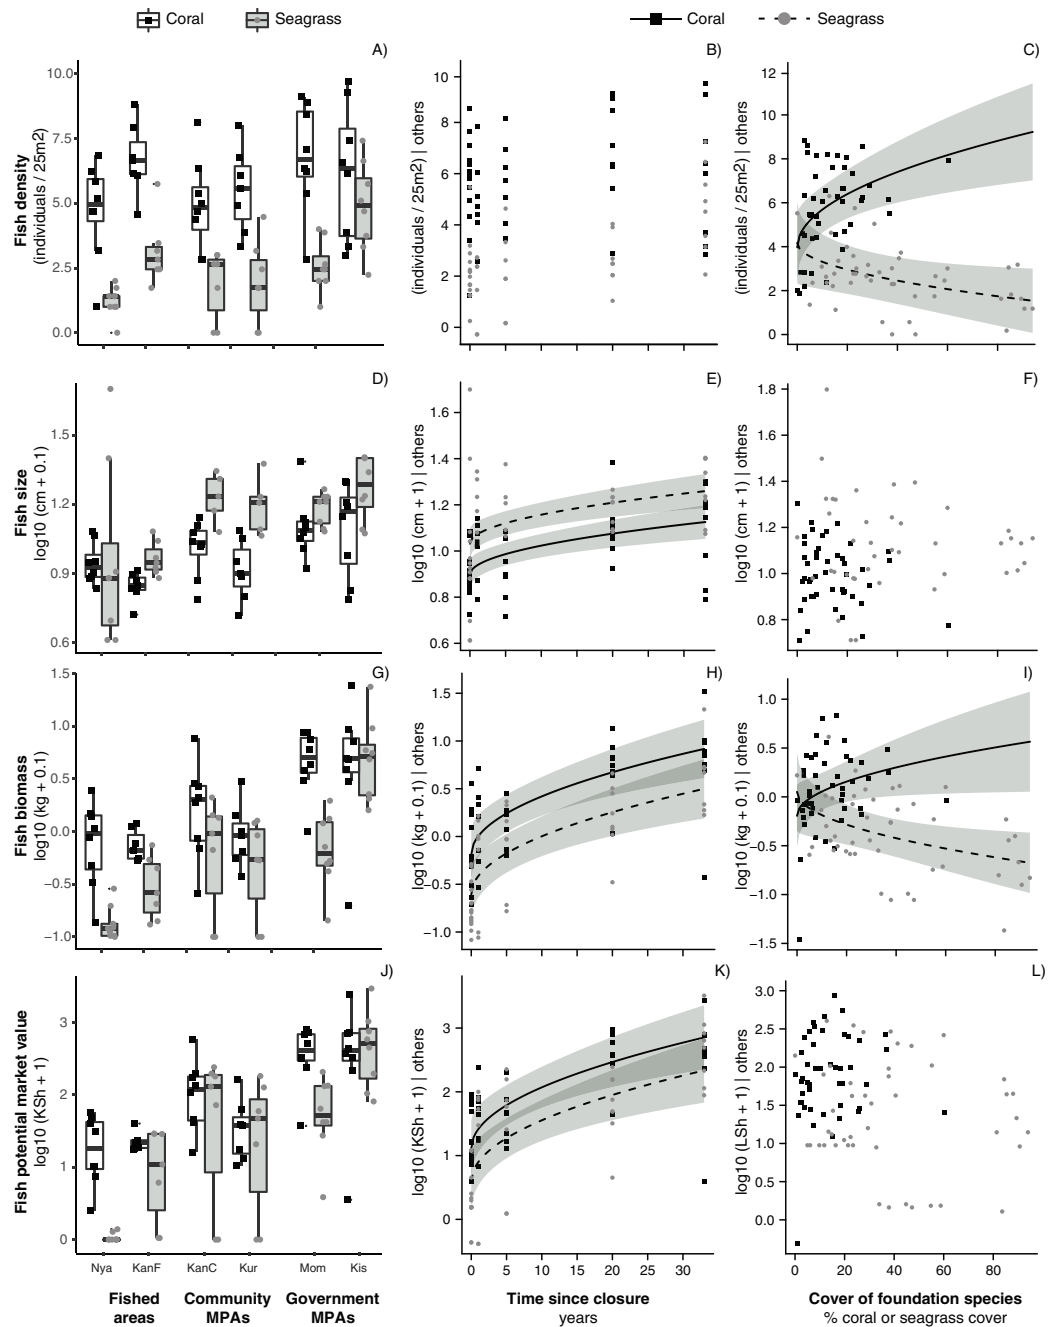 Coral
Seagrass
Coral
Seagrass
A)
B)
C)
Fish density
(individuals / 25m2)
10.0
7.5
5.0
2.5
0.0
(individuals / 25m2) | others
10
8
6
4
2
0
(individuals / 25m2) | others
12
10
8
6
4
2
0
D)
E)
F)
Fish size
log10 (cm + 0.1)
1.5
1.2
0.9
0.6
log10 (cm + 1) | others
1.6
1.4
1.2
1.0
0.8
0.6
log10 (cm + 1) | others
1.8
1.6
1.4
1.2
1.0
0.8
G)
H)
I)
Fish biomass
log10 (kg + 0.1)
1.5
1.0
0.5
0.0
−0.5
−1.0
log10 (kg + 0.1) | others
1.5
1.0
0.5
0.0
−0.5
−1.0
log10 (kg + 0.1) | others
1.0
0.5
0.0
−0.5
−1.0
−1.5
J)
K)
L)
Fish potential market value
log10 (KSh + 1)
3
2
1
0
log10 (KSh + 1) | others
3
2
1
0
log10 (LSh + 1) | others
3.0
2.5
2.0
1.5
1.0
0.5
0.0
Nya KanF KanC Kur Mom Kis
0 5 10 15 20 25 30
0 20 40 60 80
Fished areas
Community MPAs
Government MPAs
Time since closure
years
Cover of foundation species
% coral or seagrass cover